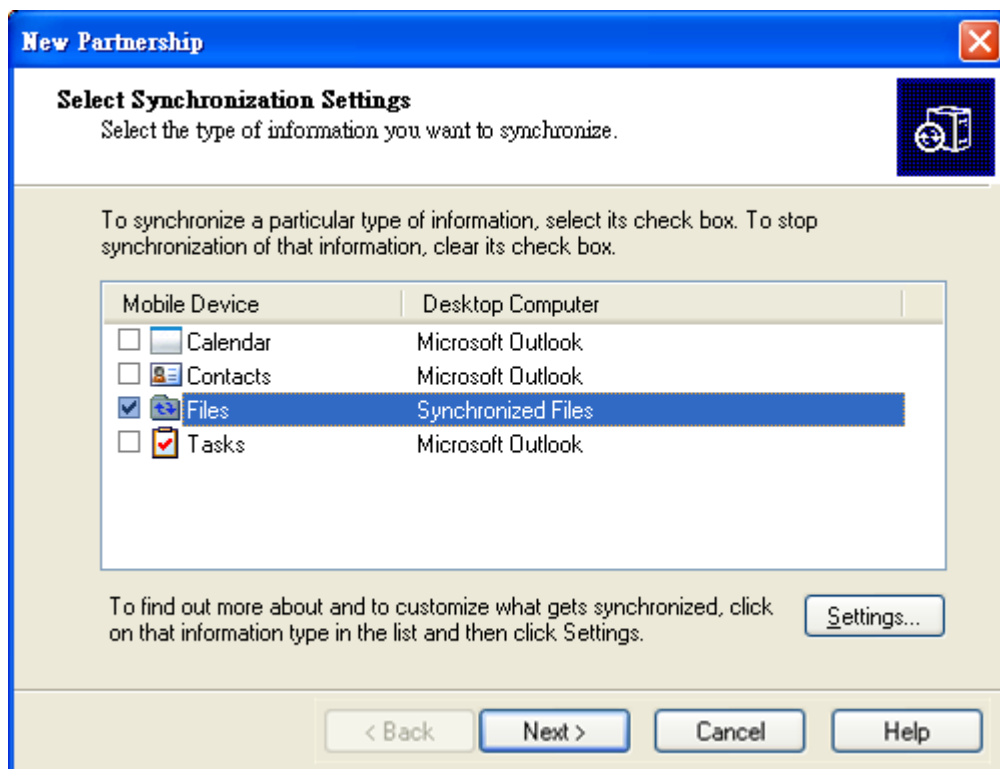 New Partnership
Select Synchronization Settings
Select the type of information you want to synchronize.
To synchronize a particular type of information, select its check box. To stop
synchronization of that information, clear its check box.
Mobile Device Desktop Computer
Calendar Microsoft Outlook
Contacts Microsoft Outlook
Files Synchronized Files
Tasks Microsoft Outlook
To find out more about and to customize what gets synchronized, click
on that information type in the list and then click Settings.
Settings...
< Back Next > Cancel Help